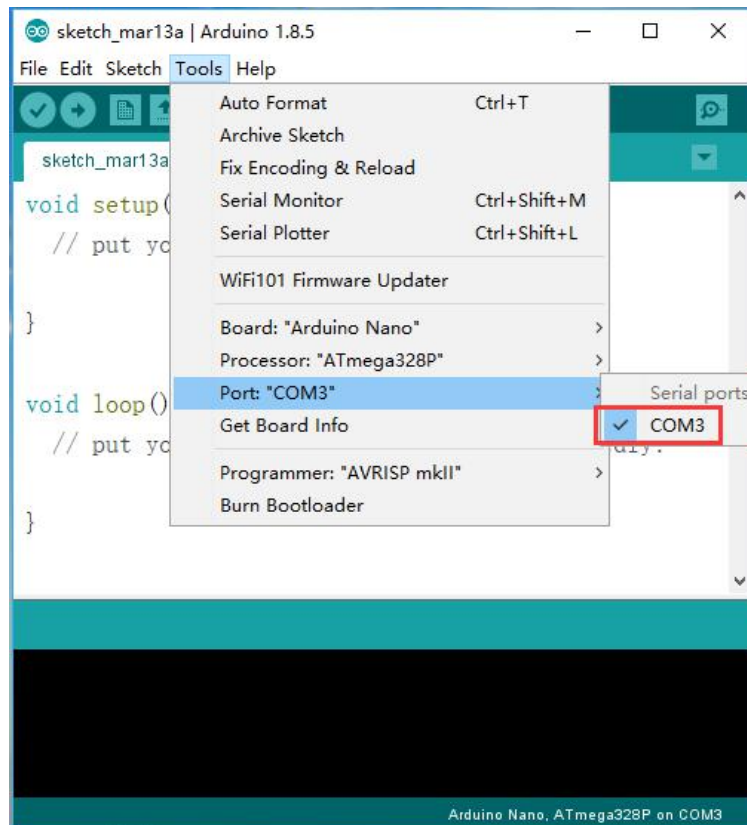 sketch_mar13a | Arduino 1.8.5
File Edit Sketch Tools Help
sketch_mar13a
Auto Format Ctrl+T
Archive Sketch
Fix Encoding & Reload
Serial Monitor Ctrl+Shift+M
Serial Plotter Ctrl+Shift+L
WiFi101 Firmware Updater
Board: "Arduino Nano"
Processor: "ATmega328P"
Port: "COM3"
Get Board Info
Programmer: "AVRISP mkII"
Burn Bootloader
Serial ports
COM3
void setup(
// put yo
}
void loop()
// put yo
}
Arduino Nano, ATmega328P on COM3